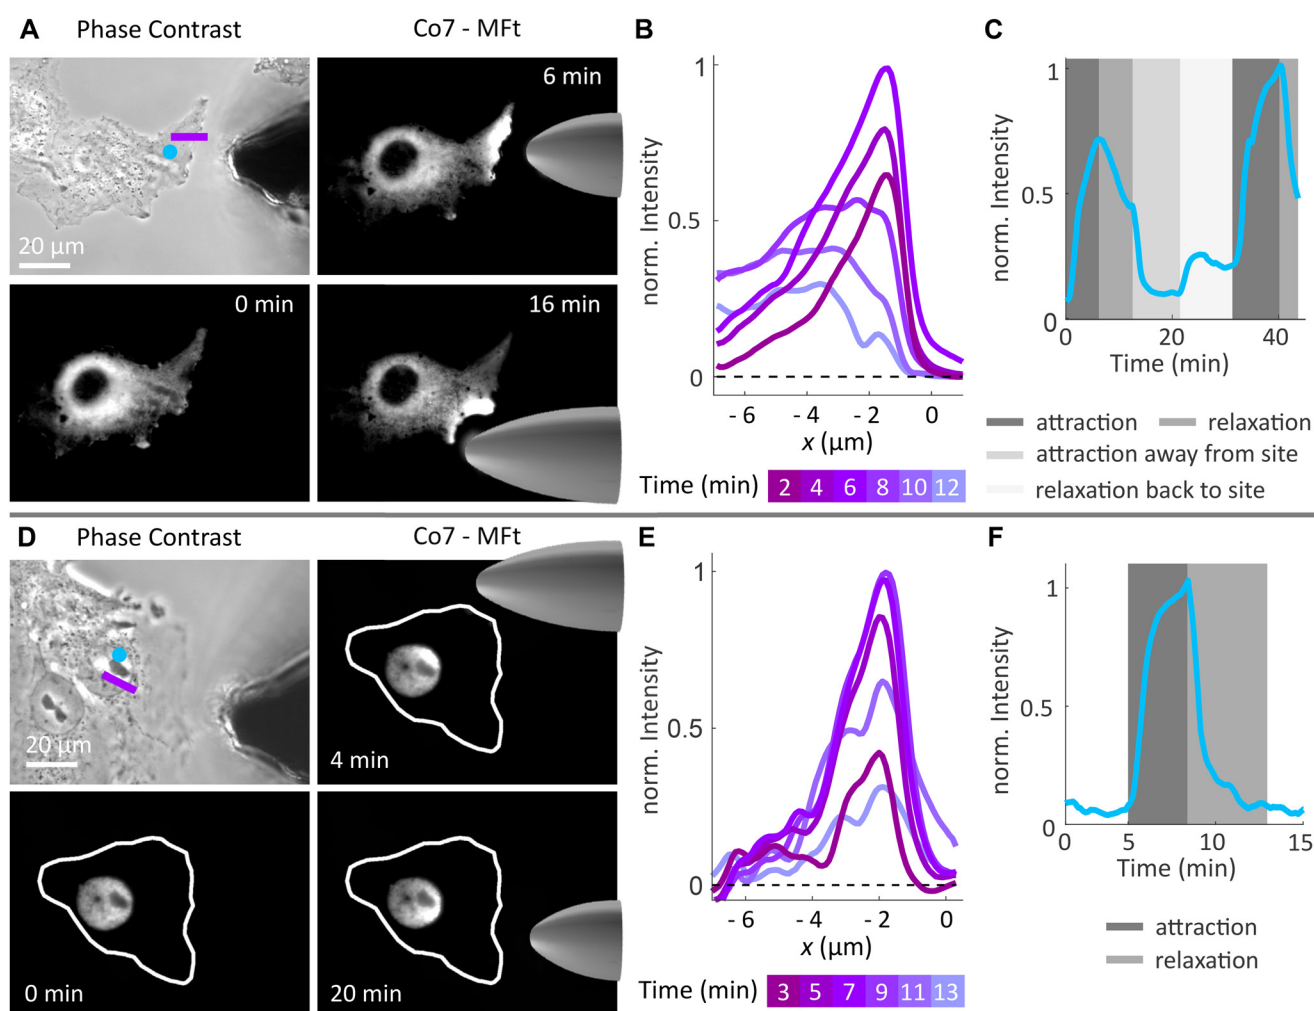 A
Phase Contrast
Co7 - MFt
20 µm
6 min
0 min
16 min
B
norm. Intensity
1
0.5
0
- 6
- 4
- 2
0
x (µm)
Time (min)
2 4 6 8 10 12
C
norm. Intensity
1
0.5
0
0
20
40
Time (min)
attraction
relaxation
attraction away from site
relaxation back to site
D
Phase Contrast
Co7 - MFt
20 µm
4 min
0 min
20 min
E
norm. Intensity
1
0.5
0
- 6
- 4
- 2
0
x (µm)
Time (min)
3 5 7 9 11 13
F
norm. Intensity
1
0.5
0
0
5
10
15
Time (min)
attraction
relaxation